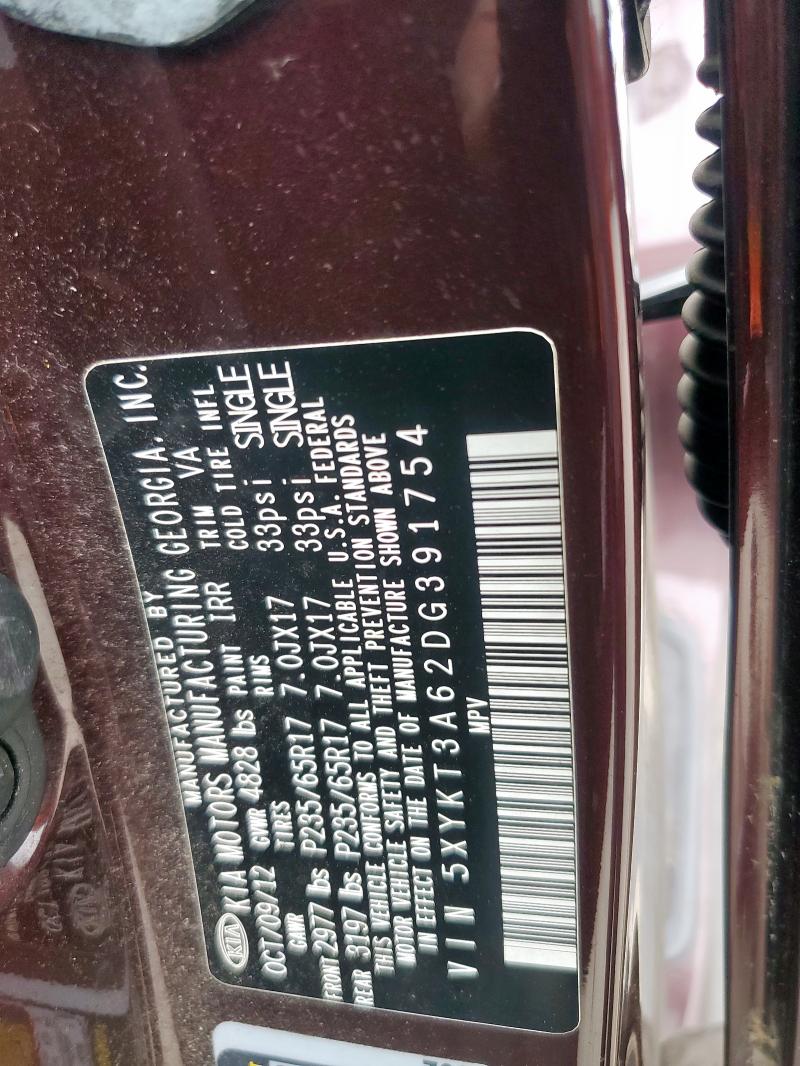 MANUFACTURED BY
KIA KIA MOTORS MANUFACTURING GEORGIA, INC.
OCT/09/12 GVWR 4828 lbs PAINT IRR TRIM VA
GAWR TIRES RIMS COLD TIRE INFL
FRONT 2977 lbs P235/65R17 7.0JX17 33psi SINGLE
REAR 3197 lbs P235/65R17 7.0JX17 33psi SINGLE
THIS VEHICLE CONFORMS TO ALL APPLICABLE U.S.A. FEDERAL
MOTOR VEHICLE SAFETY AND THEFT PREVENTION STANDARDS
IN EFFECT ON THE DATE OF MANUFACTURE SHOWN ABOVE
VIN 5XYKT3A62DG391754
MPV